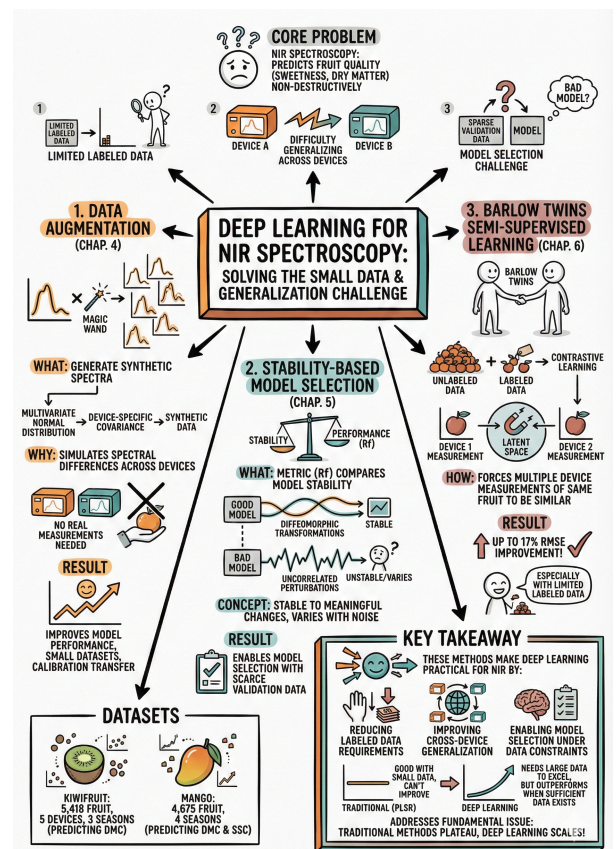 CORE PROBLEM
NIR SPECTROSCOPY:
PREDICTS FRUIT QUALITY
(SWEETNESS, DRY MATTER)
NON-DESTRUCTIVELY
? ? ?
1
LIMITED
LABELED
DATA
?
LIMITED LABELED DATA
2
DEVICE A
DEVICE B
DIFFICULTY
GENERALIZING
ACROSS DEVICES
3
?
SPARSE
VALIDATION
DATA
MODEL
BAD
MODEL?
MODEL SELECTION
CHALLENGE
DEEP LEARNING FOR
NIR SPECTROSCOPY:
SOLVING THE SMALL DATA &
GENERALIZATION CHALLENGE
1. DATA
AUGMENTATION
(CHAP. 4)
×
MAGIC
WAND
WHAT: GENERATE SYNTHETIC
SPECTRA
MULTIVARIATE
NORMAL
DISTRIBUTION
DEVICE-SPECIFIC
COVARIANCE
SYNTHETIC
DATA
WHY: SIMULATES SPECTRAL
DIFFERENCES ACROSS DEVICES
NO REAL
MEASUREMENTS
NEEDED
RESULT
IMPROVES MODEL
PERFORMANCE,
SMALL DATASETS,
CALIBRATION TRANSFER
2. STABILITY-BASED
MODEL SELECTION
(CHAP. 5)
STABILITY
PERFORMANCE
(Rf)
WHAT: METRIC (Rf) COMPARES
MODEL STABILITY
GOOD
MODEL
DIFFEOMORPHIC
TRANSFORMATIONS
STABLE
BAD
MODEL
UNCORRELATED
PERTURBATIONS
?
UNSTABLE/VARIES
CONCEPT: STABLE TO MEANINGFUL
CHANGES, VARIES WITH NOISE
RESULT
ENABLES MODEL
SELECTION WITH
SCARCE
VALIDATION DATA
3. BARLOW TWINS
SEMI-SUPERVISED
LEARNING (CHAP. 6)
BARLOW
TWINS
UNLABELED
DATA
+
LABELED
DATA
CONTRASTIVE
LEARNING
DEVICE 1
MEASUREMENT
LATENT
SPACE
DEVICE 2
MEASUREMENT
HOW: FORCES MULTIPLE DEVICE
MEASUREMENTS OF SAME
FRUIT TO BE SIMILAR
RESULT
UP TO 17% RMSE
IMPROVEMENT!
ESPECIALLY
WITH LIMITED
LABELED DATA
DATASETS
KIWIFRUIT:
5,418 FRUIT,
5 DEVICES, 3 SEASONS
(PREDICTING DMC)
MANGO:
4,675 FRUIT,
4 SEASONS
(PREDICTING DMC & SSC)
KEY TAKEAWAY
THESE METHODS MAKE DEEP LEARNING
PRACTICAL FOR NIR BY:
REDUCING
LABELED DATA
REQUIREMENTS
IMPROVING
CROSS-DEVICE
GENERALIZATION
ENABLING MODEL
SELECTION UNDER
DATA CONSTRAINTS
GOOD WITH
SMALL DATA,
CAN'T
IMPROVE
TRADITIONAL (PLSR)
NEEDS LARGE DATA
TO EXCEL,
BUT OUTPERFORMS
WHEN SUFFICIENT
DATA EXISTS
DEEP LEARNING
ADDRESSES FUNDAMENTAL ISSUE:
TRADITIONAL METHODS PLATEAU, DEEP LEARNING SCALES!